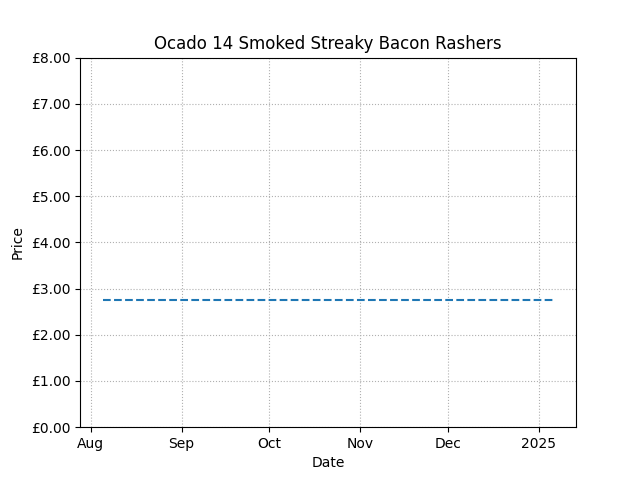 Ocado 14 Smoked Streaky Bacon Rashers
£8.00
£7.00
£6.00
£5.00
£4.00
£3.00
£2.00
£1.00
£0.00
Price
Aug Sep Oct Nov Dec 2025
Date